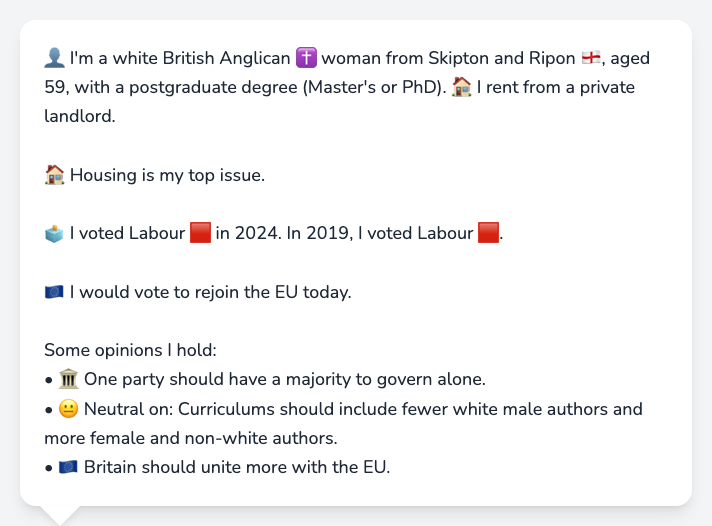 👤 I'm a white British Anglican ✝️ woman from Skipton and Ripon 🏴󠁧󠁢󠁥󠁮󠁧󠁿, aged
59, with a postgraduate degree (Master's or PhD). 🏠 I rent from a private
landlord.
🏠 Housing is my top issue.
🗳️ I voted Labour 🟥 in 2024. In 2019, I voted Labour 🟥.
🇪🇺 I would vote to rejoin the EU today.
Some opinions I hold:
• 🏛️ One party should have a majority to govern alone.
• 😐 Neutral on: Curriculums should include fewer white male authors and
more female and non-white authors.
• 🇪🇺 Britain should unite more with the EU.